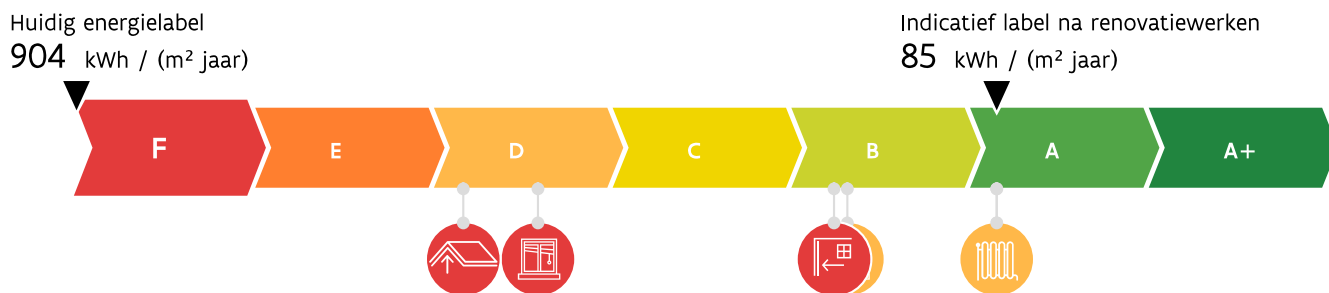 Huidig energielabel
904 kWh / (m² jaar)
Indicatief label na renovatiewerken
85 kWh / (m² jaar)
F
E
D
C
B
A
A+